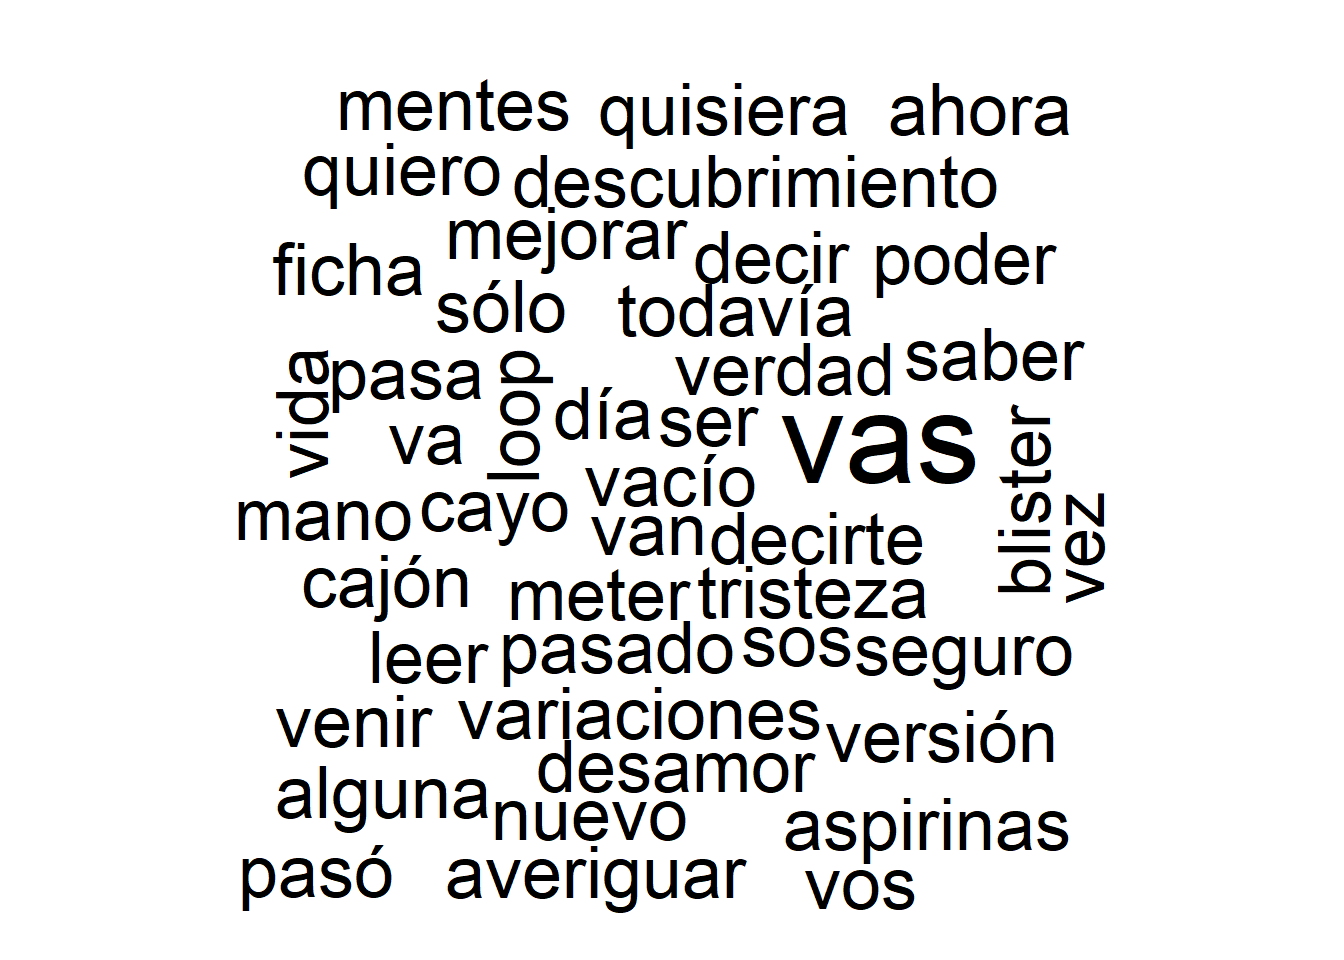 mentes quisiera ahora
quiero descubrimiento
mejorar
ficha decir poder
sólo todavía
vida pasa loop verdad saber
va día ser vas blister
vacío
mano cayo van decirte vez
cajón meter tristeza
leer pasado sos seguro
venir variaciones versión
desamor
alguna nuevo aspirinas
pasó averiguar vos